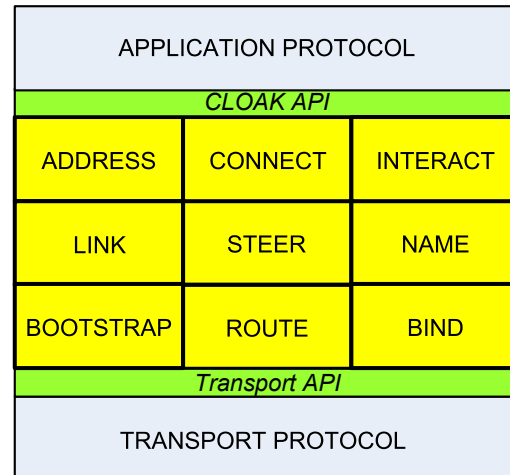 APPLICATION PROTOCOL
CLOAK API
ADDRESS CONNECT INTERACT
LINK STEER NAME
BOOTSTRAP ROUTE BIND
Transport API
TRANSPORT PROTOCOL